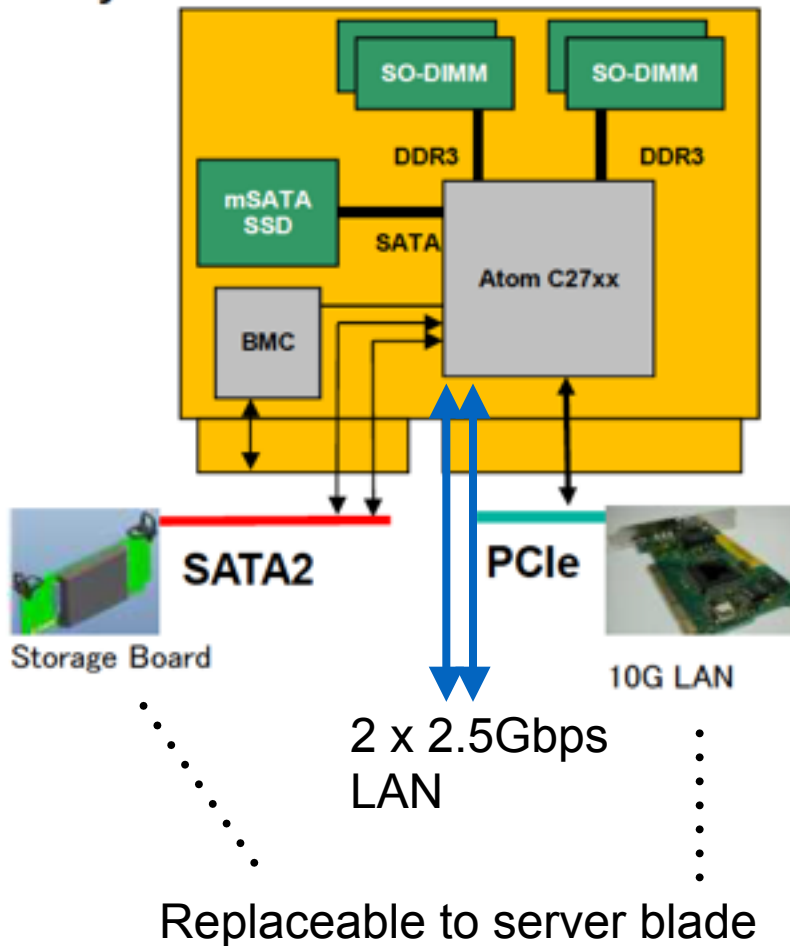 SO-DIMM
SO-DIMM
DDR3
DDR3
mSATA
SSD
SATA
Atom C27xx
BMC
SATA2
PCIe
Storage Board
10G LAN
2 x 2.5Gbps
LAN
Replaceable to server blade